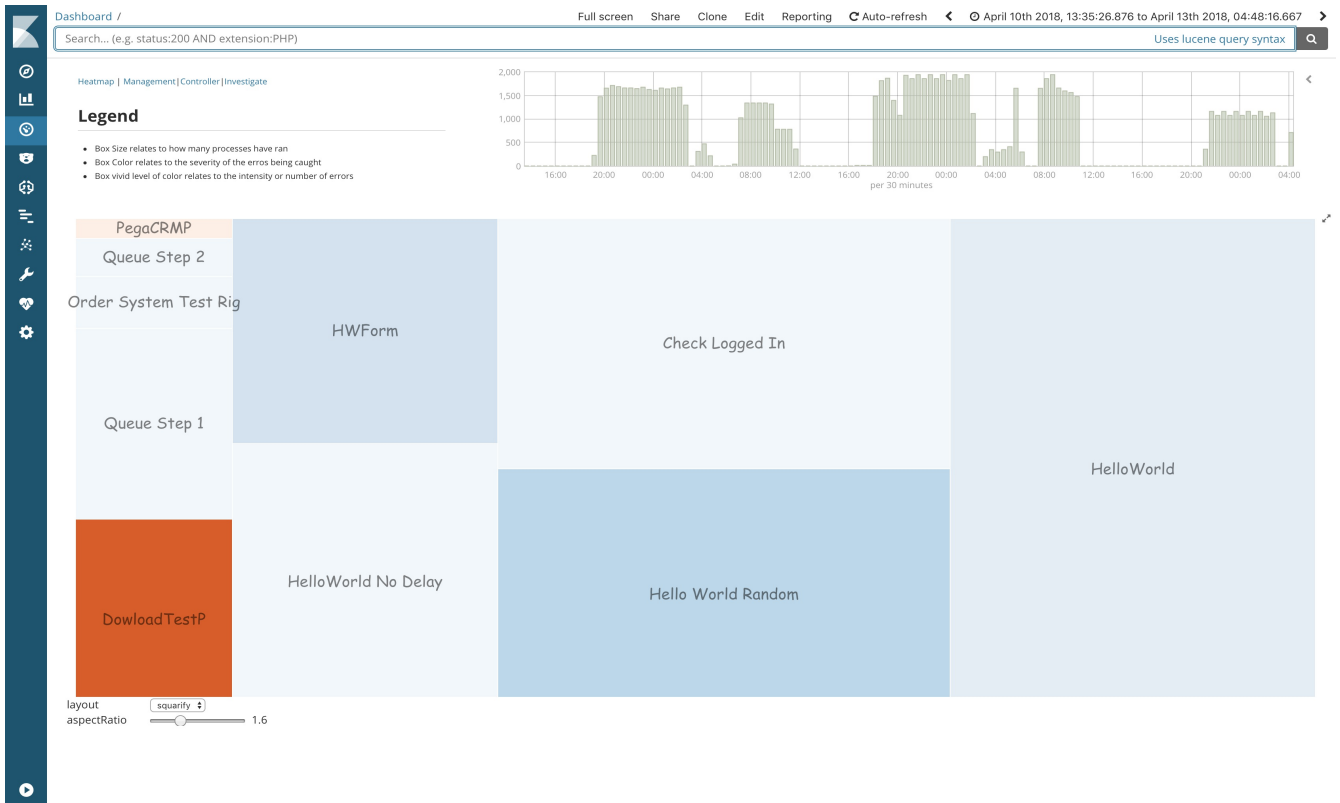 Dashboard /
Full screen Share Clone Edit Reporting Auto-refresh April 10th 2018, 13:35:26.876 to April 13th 2018, 04:48:16.667
Search... (e.g. status:200 AND extension:PHP) Uses lucene query syntax
Heatmap | Management|Controller|Investigate
Legend
Box Size relates to how many processes have ran
Box Color relates to the severity of the erros being caught
Box vivid level of color relates to the intensity or number of errors
2,000
1,500
1,000
500
0
16:00 20:00 00:00 04:00 08:00 12:00 16:00 20:00 00:00 04:00 08:00 12:00 16:00 20:00 00:00 04:00
per 30 minutes
PegaCRMP
Queue Step 2
Order System Test Rig
HWForm
Check Logged In
Queue Step 1
HelloWorld
HelloWorld No Delay
Hello World Random
DowloadTestP
layout squarify
aspectRatio 1.6